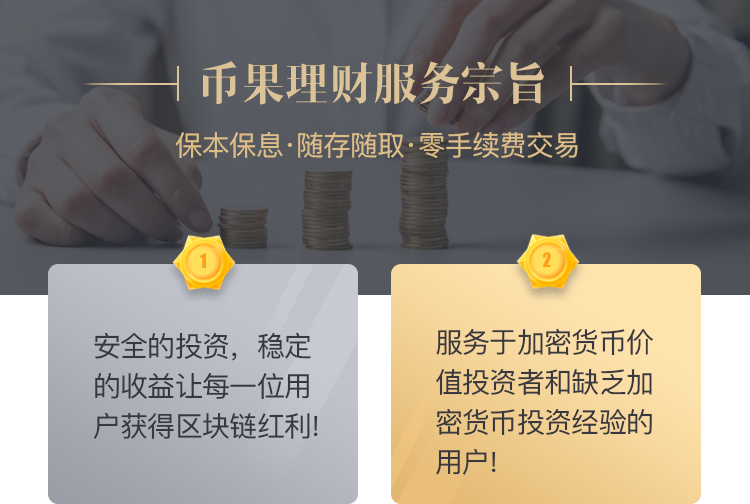 币果理财服务宗旨
保本保息·随存随取·零手续费交易
1
安全的投资，稳定
的收益让每一位用
户获得区块链红利!
2
服务于加密货币价
值投资者和缺乏加
密货币投资经验的
用户!